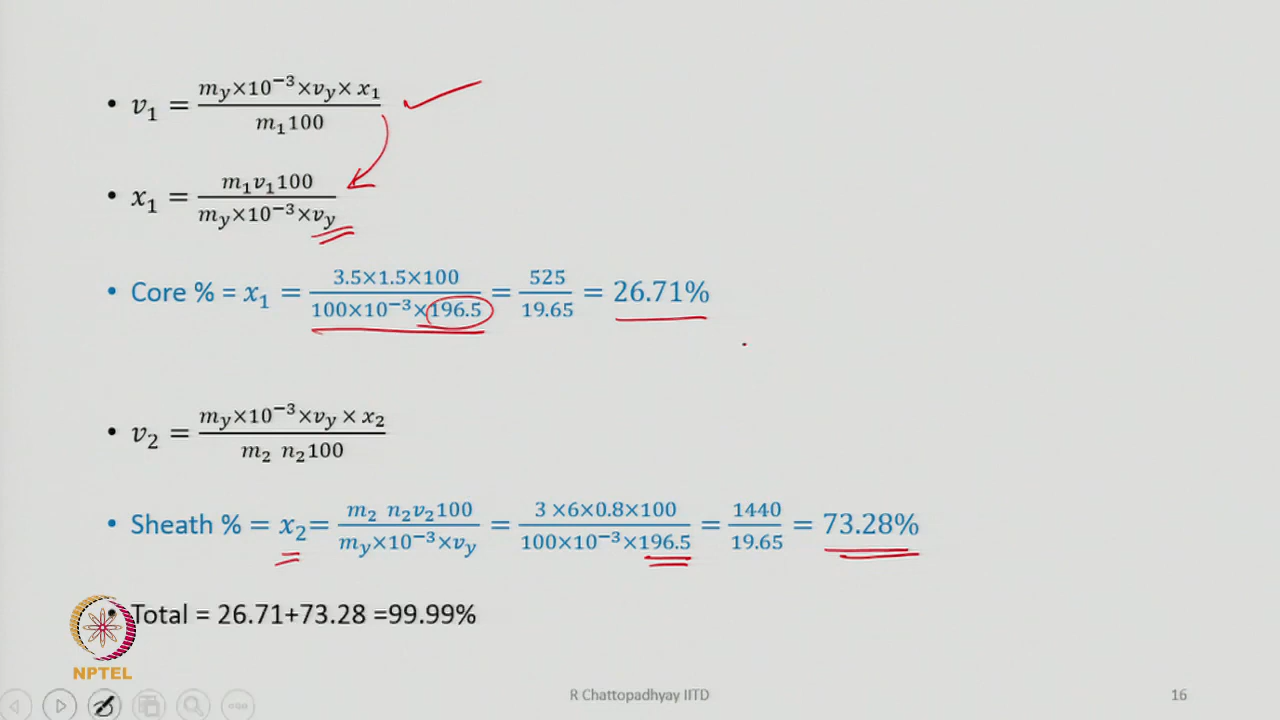 • v₁ = (m_y×10⁻³×v_y× x₁)/(m₁100)
• x₁ = (m₁v₁100)/(m_y×10⁻³×v_y)
• Core % = x₁ = (3.5×1.5×100)/(100×10⁻³×196.5) = 525/19.65 = 26.71%
• v₂ = (m_y×10⁻³×v_y × x₂)/(m₂ n₂100)
• Sheath % = x₂= (m₂ n₂v₂100)/(m_y×10⁻³×v_y) = (3 ×6×0.8×100)/(100×10⁻³×196.5) = 1440/19.65 = 73.28%
• Total = 26.71+73.28 =99.99%
NPTEL
R Chattopadhyay IITD
16